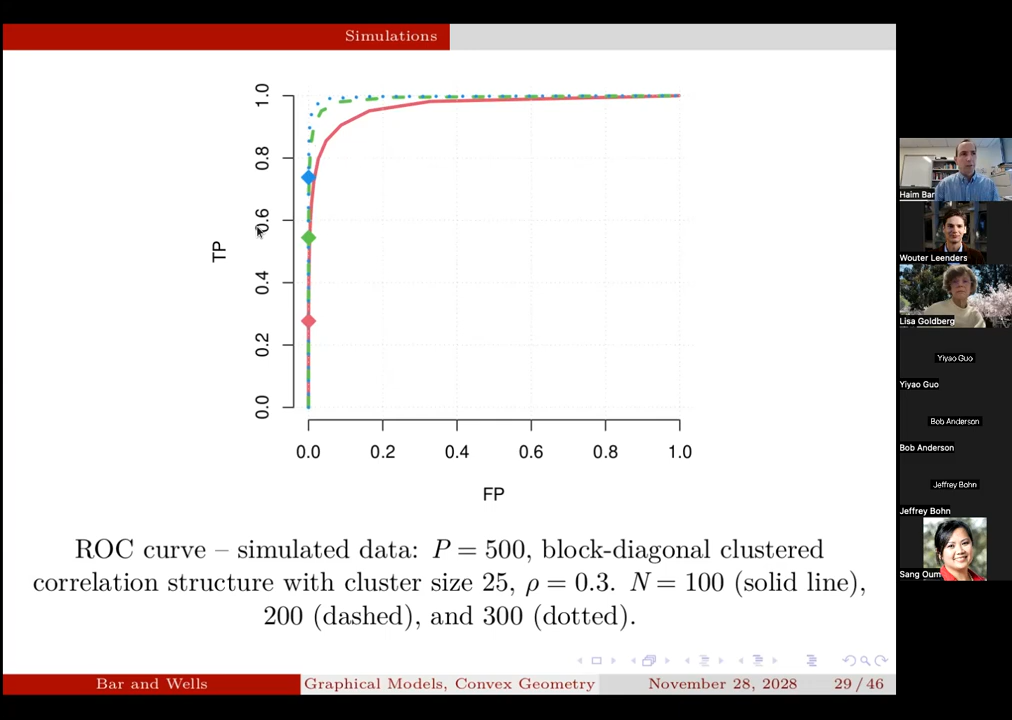 Simulations
1.0
0.8
0.6
0.4
0.2
0.0
TP
0.0 0.2 0.4 0.6 0.8 1.0
FP
ROC curve – simulated data: P = 500, block-diagonal clustered
correlation structure with cluster size 25, ρ = 0.3. N = 100 (solid line),
200 (dashed), and 300 (dotted).
Bar and Wells Graphical Models, Convex Geometry November 28, 2028 29 / 46
Haim Bar
Wouter Leenders
Lisa Goldberg
Yiyao Guo
Yiyao Guo
Bob Anderson
Bob Anderson
Jeffrey Bohn
Jeffrey Bohn
Sang Oum